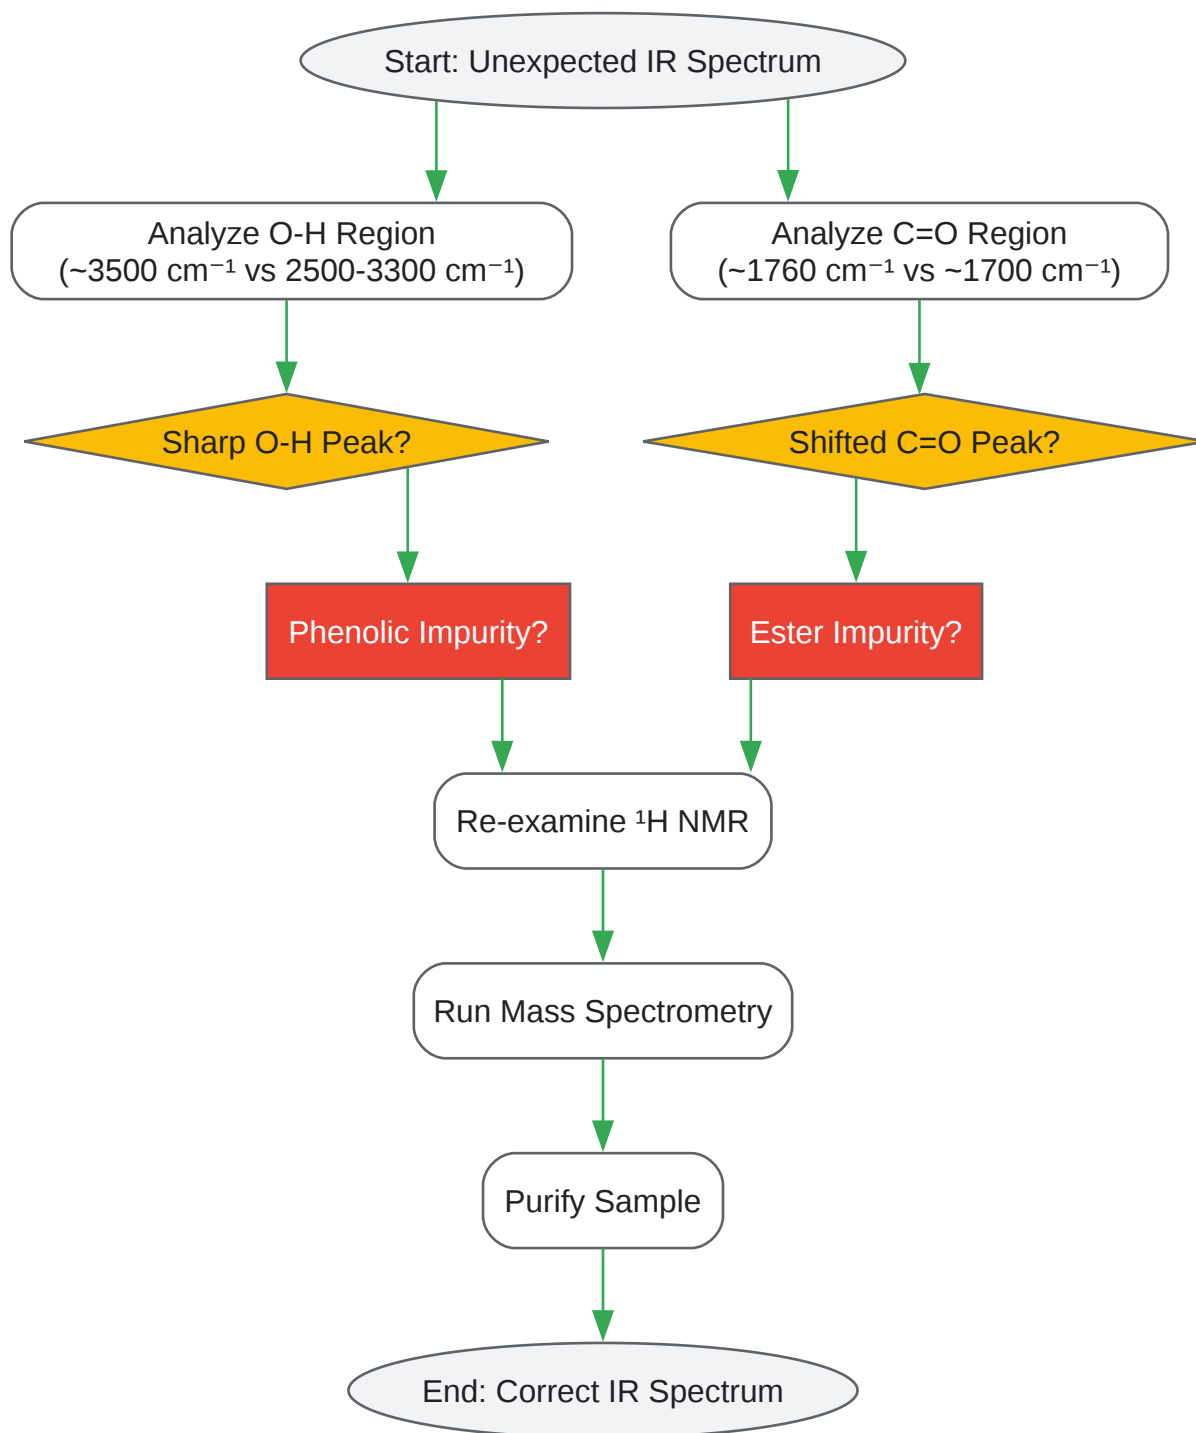 Start: Unexpected IR Spectrum
Analyze O-H Region
(~3500 cm⁻¹ vs 2500-3300 cm⁻¹)
Analyze C=O Region
(~1760 cm⁻¹ vs ~1700 cm⁻¹)
Sharp O-H Peak?
Shifted C=O Peak?
Phenolic Impurity?
Ester Impurity?
Re-examine ¹H NMR
Run Mass Spectrometry
Purify Sample
End: Correct IR Spectrum